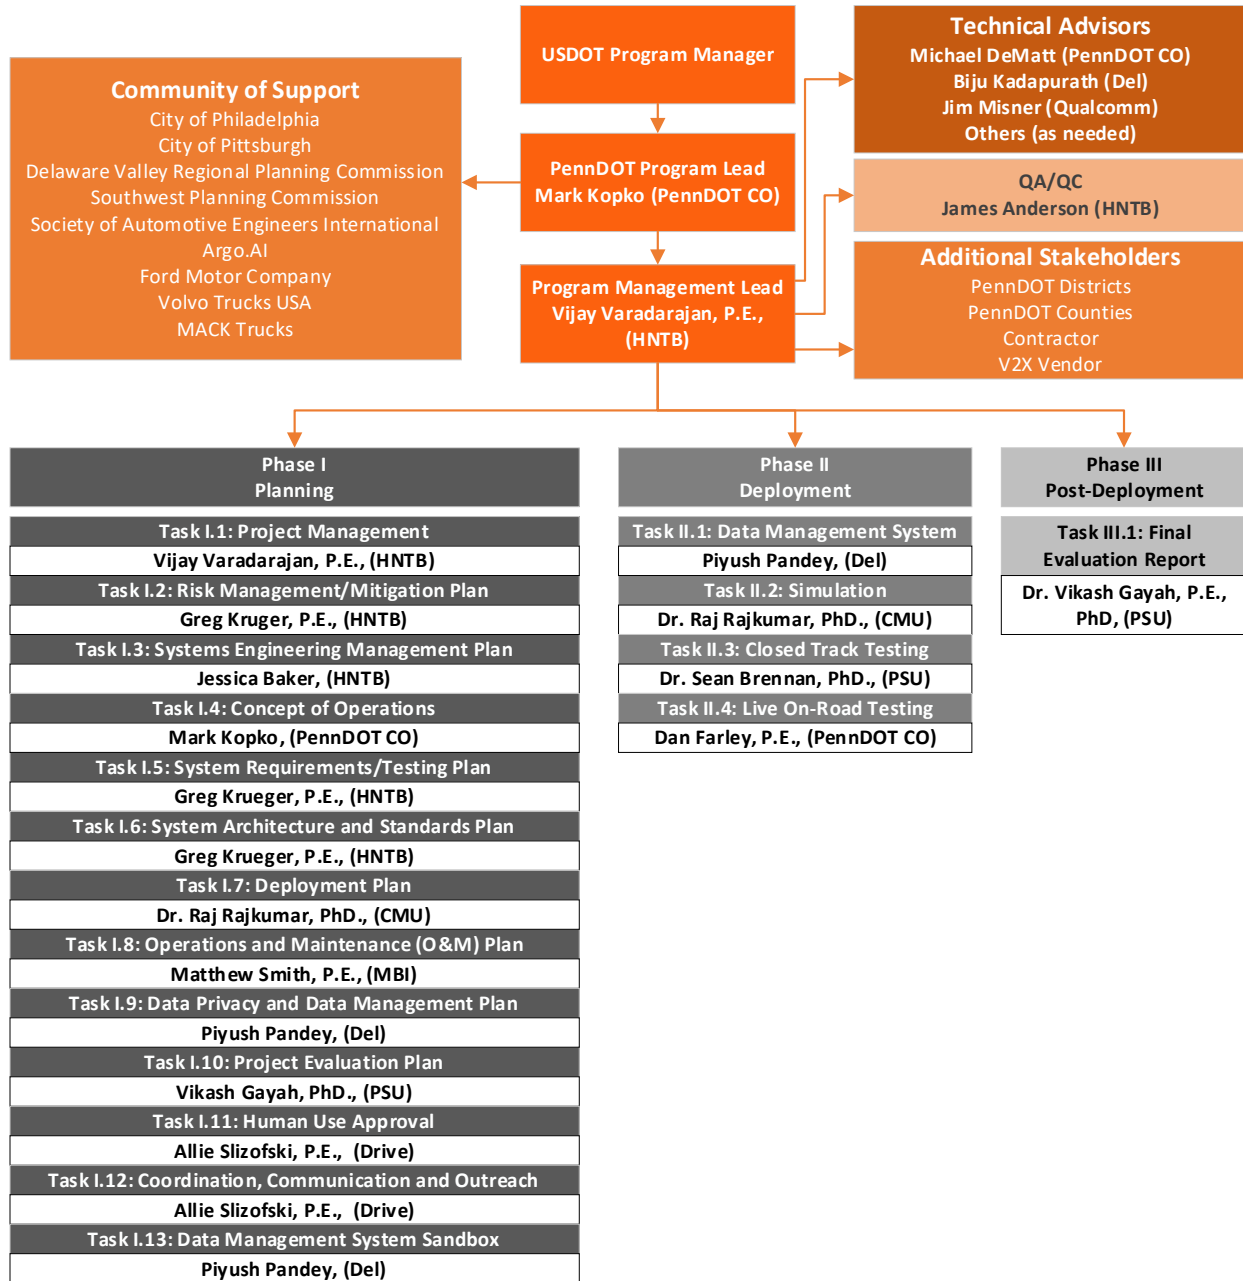 USDOT Program Manager
PennDOT Program Lead
Mark Kopko (PennDOT CO)
Program Management Lead
Vijay Varadarajan, P.E.,
(HNTB)
Community of Support
City of Philadelphia
City of Pittsburgh
Delaware Valley Regional Planning Commission
Southwest Planning Commission
Society of Automotive Engineers International
Argo.AI
Ford Motor Company
Volvo Trucks USA
MACK Trucks
Technical Advisors
Michael DeMatt (PennDOT CO)
Biju Kadapurath (Del)
Jim Misner (Qualcomm)
Others (as needed)
QA/QC
James Anderson (HNTB)
Additional Stakeholders
PennDOT Districts
PennDOT Counties
Contractor
V2X Vendor
Phase I
Planning
Task I.1: Project Management
Vijay Varadarajan, P.E., (HNTB)
Task I.2: Risk Management/Mitigation Plan
Greg Kruger, P.E., (HNTB)
Task I.3: Systems Engineering Management Plan
Jessica Baker, (HNTB)
Task I.4: Concept of Operations
Mark Kopko, (PennDOT CO)
Task I.5: System Requirements/Testing Plan
Greg Krueger, P.E., (HNTB)
Task I.6: System Architecture and Standards Plan
Greg Krueger, P.E., (HNTB)
Task I.7: Deployment Plan
Dr. Raj Rajkumar, PhD., (CMU)
Task I.8: Operations and Maintenance (O&M) Plan
Matthew Smith, P.E., (MBI)
Task I.9: Data Privacy and Data Management Plan
Piyush Pandey, (Del)
Task I.10: Project Evaluation Plan
Vikash Gayah, PhD., (PSU)
Task I.11: Human Use Approval
Allie Slizofski, P.E., (Drive)
Task I.12: Coordination, Communication and Outreach
Allie Slizofski, P.E., (Drive)
Task I.13: Data Management System Sandbox
Piyush Pandey, (Del)
Phase II
Deployment
Task II.1: Data Management System
Piyush Pandey, (Del)
Task II.2: Simulation
Dr. Raj Rajkumar, PhD., (CMU)
Task II.3: Closed Track Testing
Dr. Sean Brennan, PhD., (PSU)
Task II.4: Live On-Road Testing
Dan Farley, P.E., (PennDOT CO)
Phase III
Post-Deployment
Task III.1: Final
Evaluation Report
Dr. Vikash Gayah, P.E.,
PhD, (PSU)